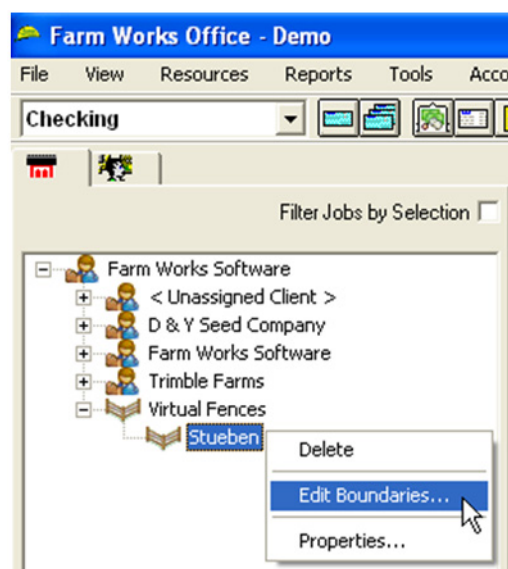 Farm Works Office - Demo
File View Resources Reports Tools Acco
Checking
Filter Jobs by Selection
Farm Works Software
< Unassigned Client >
D & Y Seed Company
Farm Works Software
Trimble Farms
Virtual Fences
Stueben
Delete
Edit Boundaries...
Properties...